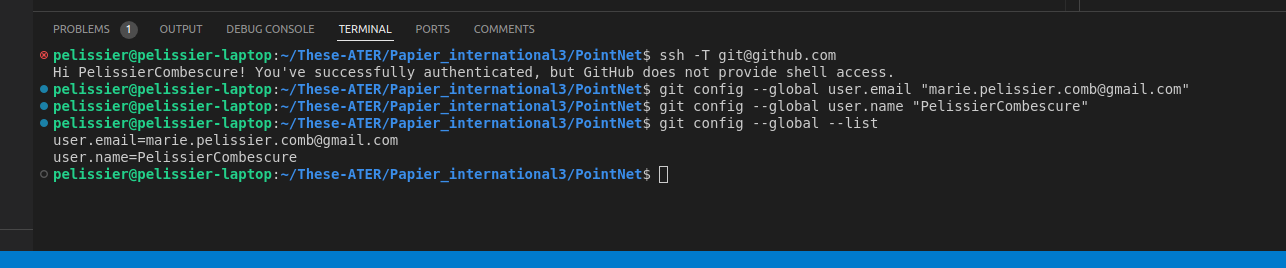 PROBLEMS 1 OUTPUT DEBUG CONSOLE TERMINAL PORTS COMMENTS
pelissier@pelissier-laptop:~/These-ATER/Papier_international3/PointNet$ ssh -T git@github.com
Hi PelissierCombescure! You've successfully authenticated, but GitHub does not provide shell access.
pelissier@pelissier-laptop:~/These-ATER/Papier_international3/PointNet$ git config --global user.email "marie.pelissier.comb@gmail.com"
pelissier@pelissier-laptop:~/These-ATER/Papier_international3/PointNet$ git config --global user.name "PelissierCombescure"
pelissier@pelissier-laptop:~/These-ATER/Papier_international3/PointNet$ git config --global --list
user.email=marie.pelissier.comb@gmail.com
user.name=PelissierCombescure
pelissier@pelissier-laptop:~/These-ATER/Papier_international3/PointNet$